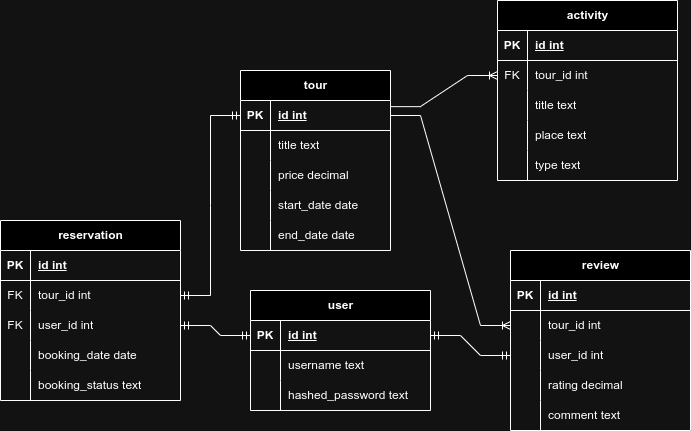 activity
PK id int
FK tour_id int
title text
place text
type text
tour
PK id int
title text
price decimal
start_date date
end_date date
reservation
PK id int
FK tour_id int
FK user_id int
booking_date date
booking_status text
user
PK id int
username text
hashed_password text
review
PK id int
tour_id int
user_id int
rating decimal
comment text